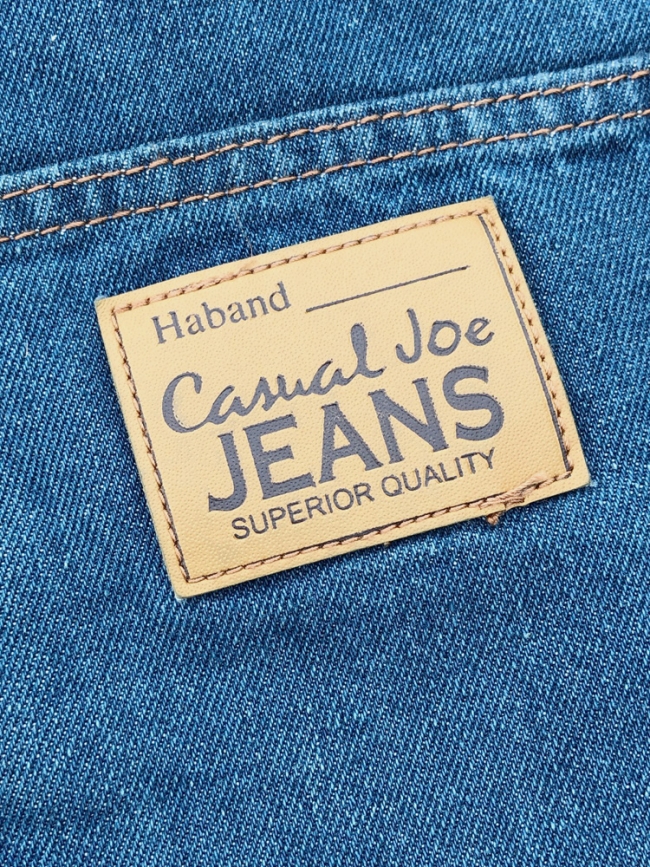 Haband
Casual Joe
JEANS
SUPERIOR QUALITY